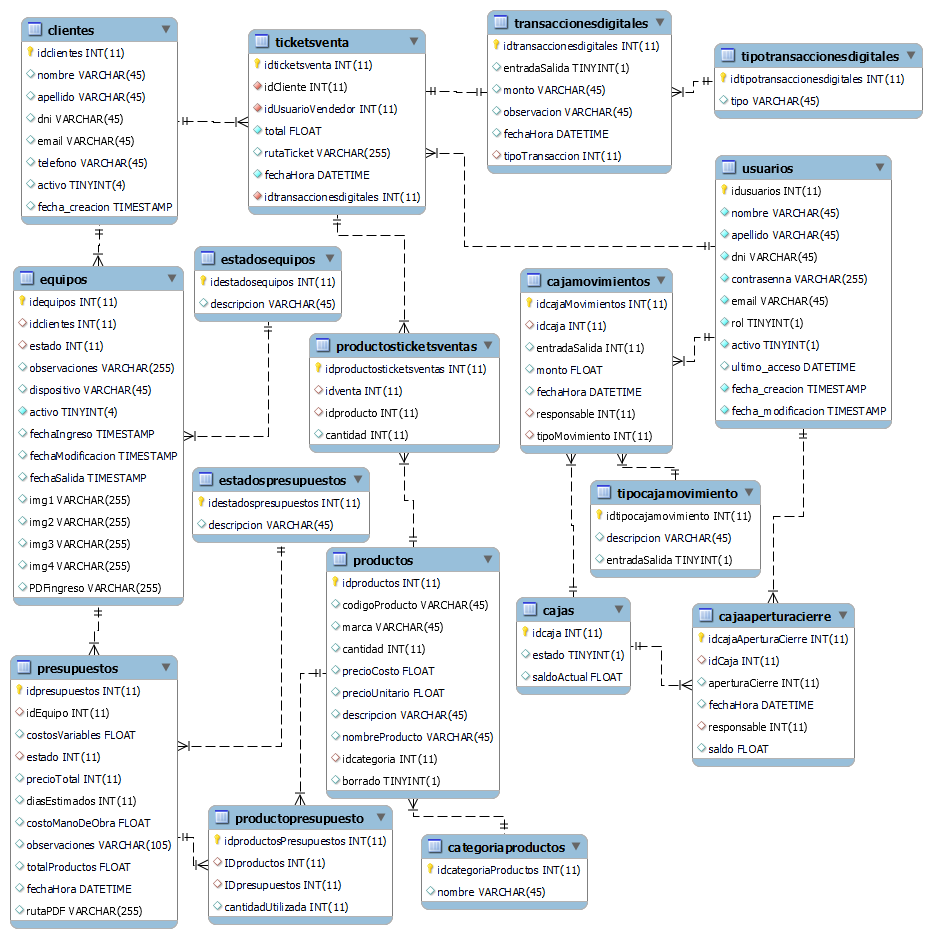 clientes
idclientes INT(11)
nombre VARCHAR(45)
apellido VARCHAR(45)
dni VARCHAR(45)
email VARCHAR(45)
telefono VARCHAR(45)
activo TINYINT(4)
fecha_creacion TIMESTAMP
ticketsventa
idticketsventa INT(11)
idCliente INT(11)
idUsuarioVendedor INT(11)
total FLOAT
rutaTicket VARCHAR(255)
fechaHora DATETIME
idtransaccionesdigitales INT(11)
transaccionesdigitales
idtransaccionesdigitales INT(11)
entradaSalida TINYINT(1)
monto VARCHAR(45)
observacion VARCHAR(45)
fechaHora DATETIME
tipoTransaccion INT(11)
tipotransaccionesdigitales
idtipotransaccionesdigitales INT(11)
tipo VARCHAR(45)
usuarios
idusuarios INT(11)
nombre VARCHAR(45)
apellido VARCHAR(45)
dni VARCHAR(45)
contrasenna VARCHAR(255)
email VARCHAR(45)
rol TINYINT(1)
activo TINYINT(1)
ultimo_acceso DATETIME
fecha_creacion TIMESTAMP
fecha_modificacion TIMESTAMP
equipos
idequipos INT(11)
idclientes INT(11)
estado INT(11)
observaciones VARCHAR(255)
dispositivo VARCHAR(45)
activo TINYINT(4)
fechaIngreso TIMESTAMP
fechaModificacion TIMESTAMP
fechaSalida TIMESTAMP
img1 VARCHAR(255)
img2 VARCHAR(255)
img3 VARCHAR(255)
img4 VARCHAR(255)
PDFingreso VARCHAR(255)
estadosequipos
idestadosequipos INT(11)
descripcion VARCHAR(45)
productosticketsventas
idproductosticketsventas INT(11)
idventa INT(11)
idproducto INT(11)
cantidad INT(11)
cajamovimientos
idcajaMovimientos INT(11)
idcaja INT(11)
entradaSalida INT(11)
monto FLOAT
fechaHora DATETIME
responsable INT(11)
tipoMovimiento INT(11)
estadospresupuestos
idestadospresupuestos INT(11)
descripcion VARCHAR(45)
tipocajamovimiento
idtipocajamovimiento INT(11)
descripcion VARCHAR(45)
entradaSalida TINYINT(1)
productos
idproductos INT(11)
codigoProducto VARCHAR(45)
marca VARCHAR(45)
cantidad INT(11)
precioCosto FLOAT
precioUnitario FLOAT
descripcion VARCHAR(45)
nombreProducto VARCHAR(45)
idcategoria INT(11)
borrado TINYINT(1)
cajas
idcaja INT(11)
estado TINYINT(1)
saldoActual FLOAT
cajaaperturacierre
idcajaAperturaCierre INT(11)
idCaja INT(11)
aperturaCierre INT(11)
fechaHora DATETIME
responsable INT(11)
saldo FLOAT
presupuestos
idpresupuestos INT(11)
idEquipo INT(11)
costosVariables FLOAT
estado INT(11)
precioTotal INT(11)
diasEstimados INT(11)
costoManoDeObra FLOAT
observaciones VARCHAR(105)
totalProductos FLOAT
fechaHora DATETIME
rutaPDF VARCHAR(255)
productopresupuesto
idproductosPresupuestos INT(11)
IDproductos INT(11)
IDpresupuestos INT(11)
cantidadUtilizada INT(11)
categoriaproductos
idcategoriaProductos INT(11)
nombre VARCHAR(45)